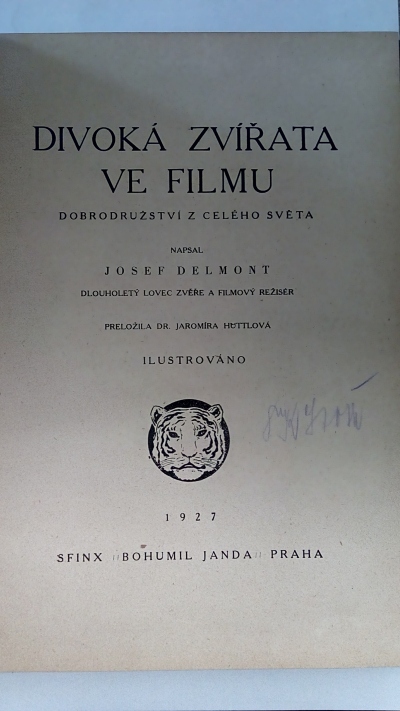 DIVOKÁ ZVÍŘATA
VE FILMU
DOBRODRUŽSTVÍ Z CELÉHO SVĚTA
NAPSAL
JOSEF DELMONT
DLOUHOLETÝ LOVEC ZVĚŘE A FILMOVÝ REŽISÉR
PŘELOŽILA DR. JAROMÍRA HÜTTLOVÁ
ILUSTROVÁNO
1927
SFINX BOHUMIL JANDA PRAHA